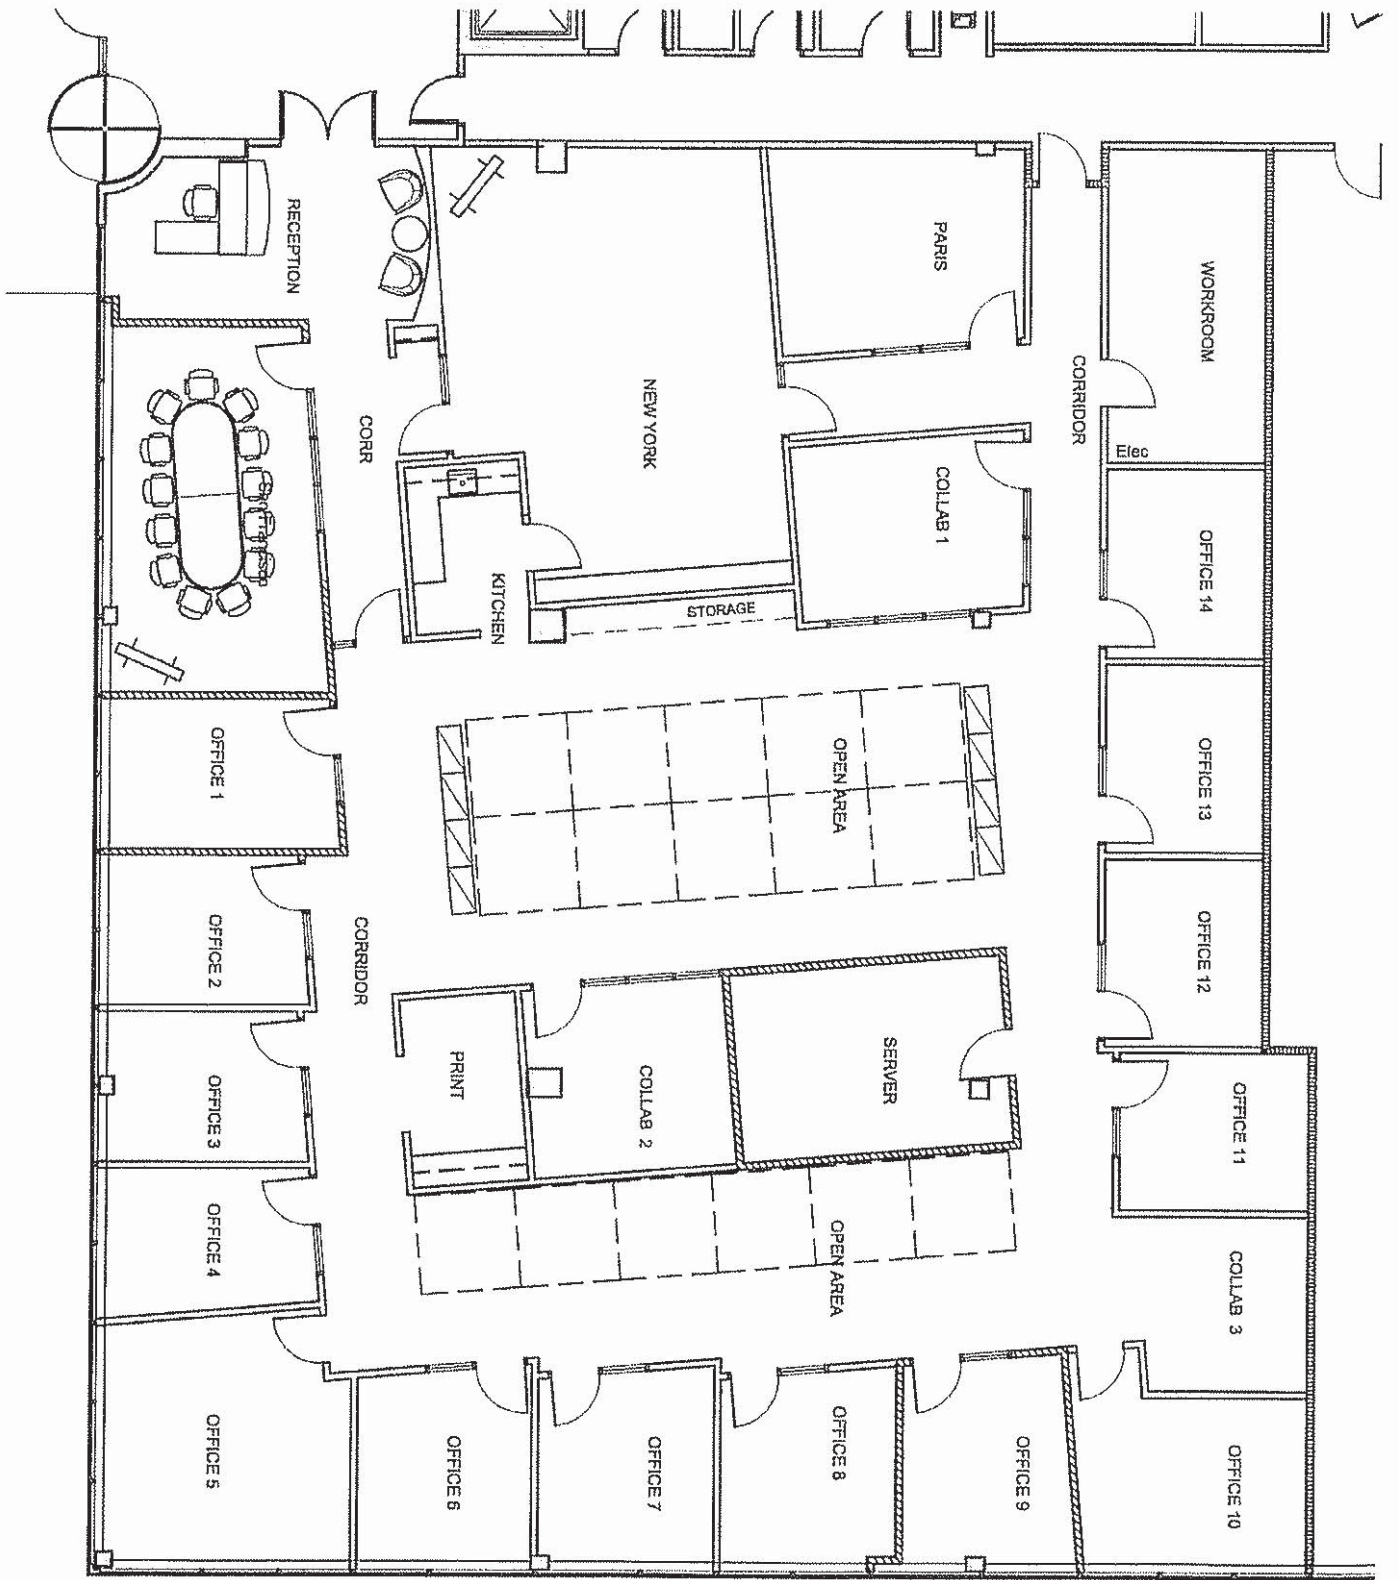 RECEPTION
PARIS
WORKROOM
CORRIDOR
NEW YORK
CORR
Elec
COLLAB 1
OFFICE 14
KITCHEN
STORAGE
OFFICE 1
OPEN AREA
OFFICE 13
OFFICE 2
CORRIDOR
OFFICE 12
PRINT
COLLAB 2
SERVER
OFFICE 3
OFFICE 11
OFFICE 4
OPEN AREA
COLLAB 3
OFFICE 5
OFFICE 6
OFFICE 7
OFFICE 8
OFFICE 9
OFFICE 10